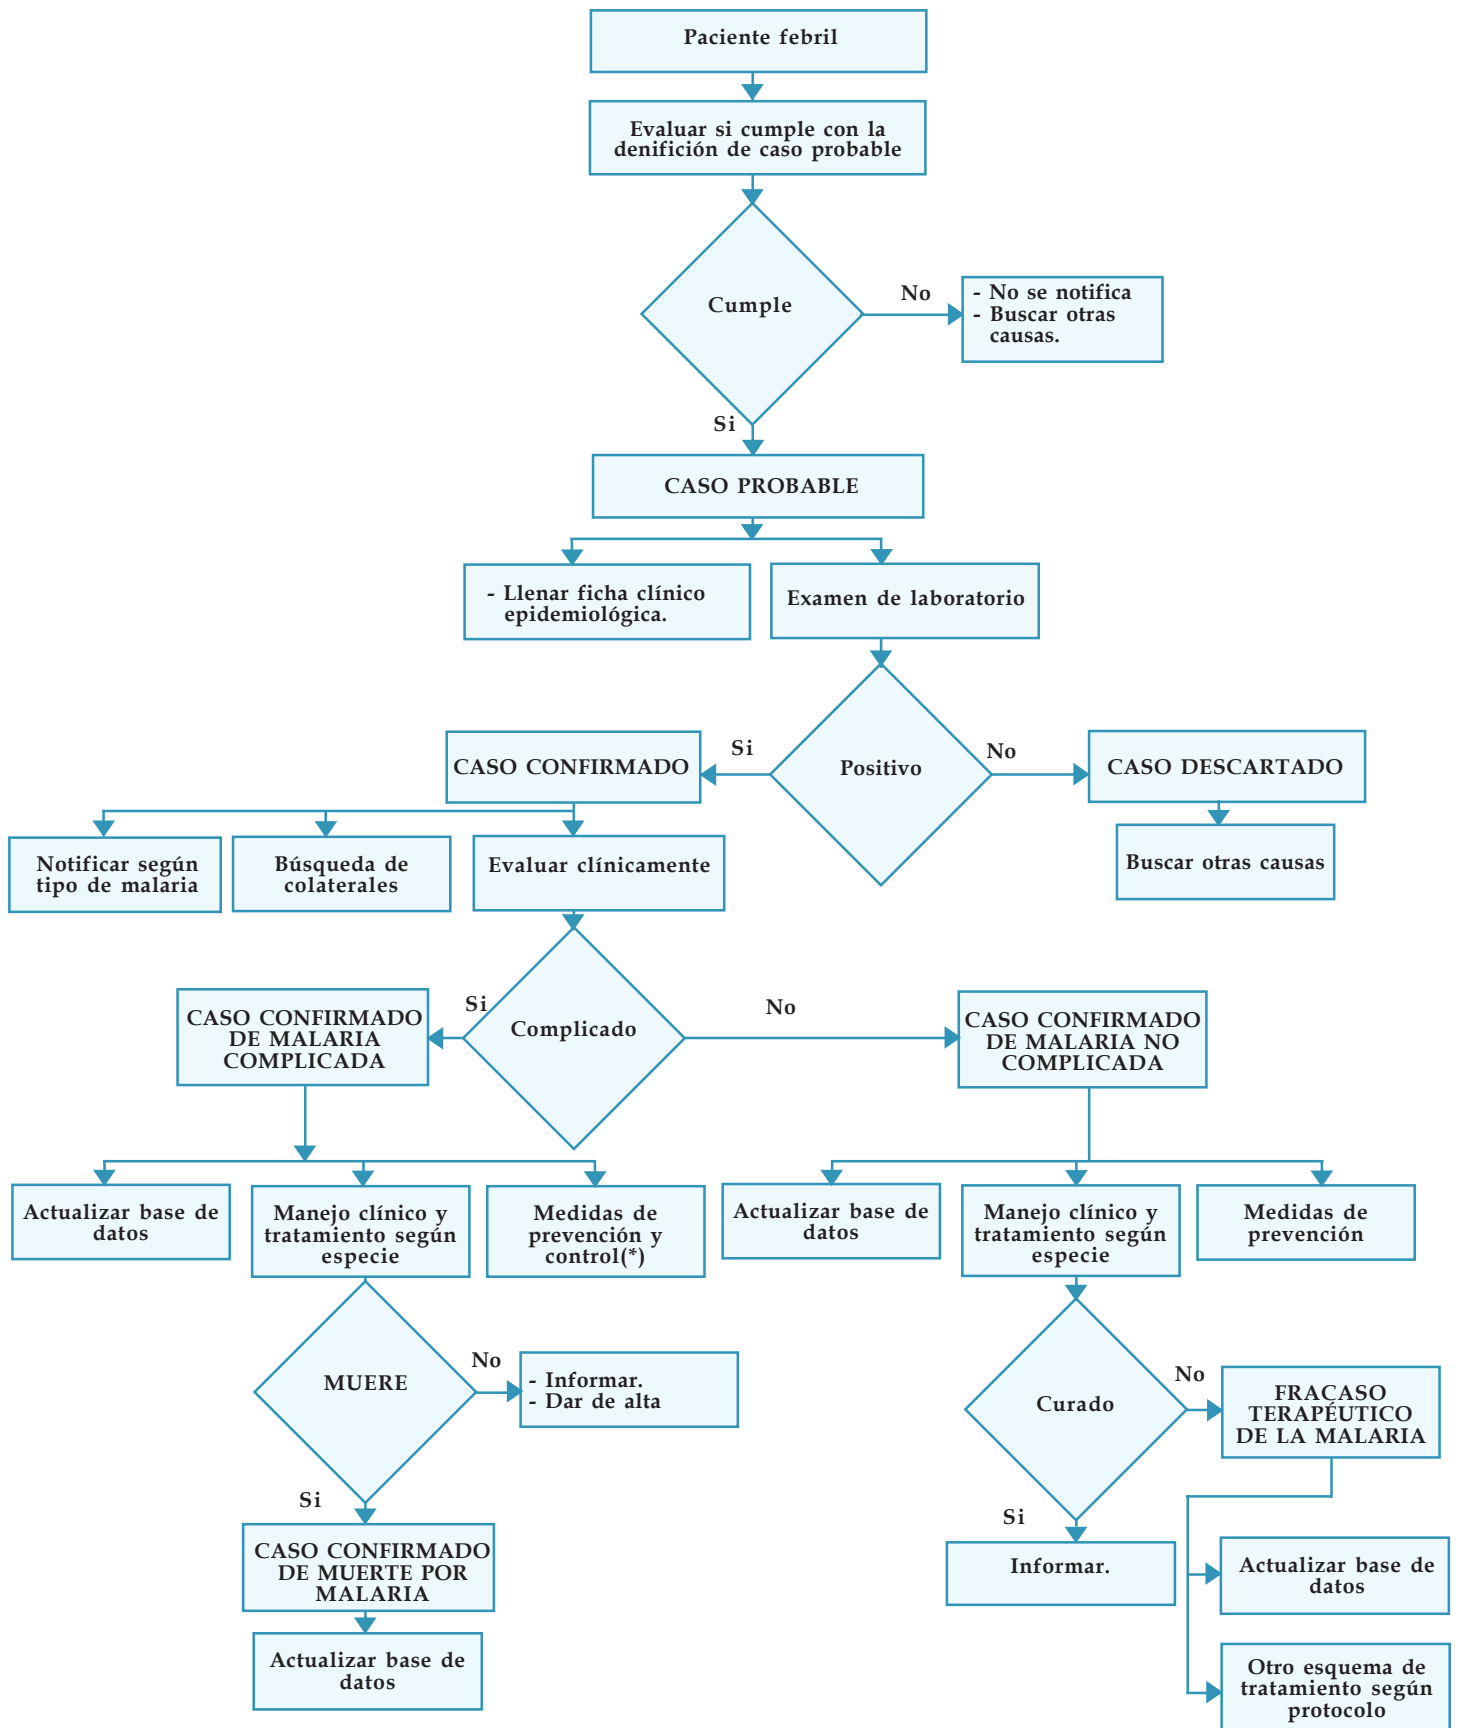 Paciente febril
Evaluar si cumple con la
denifición de caso probable
Cumple
No
- No se notifica
- Buscar otras
causas.
Si
CASO PROBABLE
- Llenar ficha clínico
epidemiológica.
Examen de laboratorio
Positivo
Si
No
CASO CONFIRMADO
CASO DESCARTADO
Buscar otras causas
Notificar según
tipo de malaria
Búsqueda de
colaterales
Evaluar clínicamente
Complicado
Si
No
CASO CONFIRMADO
DE MALARIA
COMPLICADA
CASO CONFIRMADO
DE MALARIA NO
COMPLICADA
Actualizar base de
datos
Manejo clínico y
tratamiento según
especie
Medidas de
prevención y
control(*)
Actualizar base de
datos
Manejo clínico y
tratamiento según
especie
Medidas de
prevención
MUERE
No
- Informar.
- Dar de alta
Si
CASO CONFIRMADO
DE MUERTE POR
MALARIA
Actualizar base de
datos
Curado
No
FRACASO
TERAPÉUTICO
DE LA MALARIA
Si
Informar.
Actualizar base de
datos
Otro esquema de
tratamiento según
protocolo